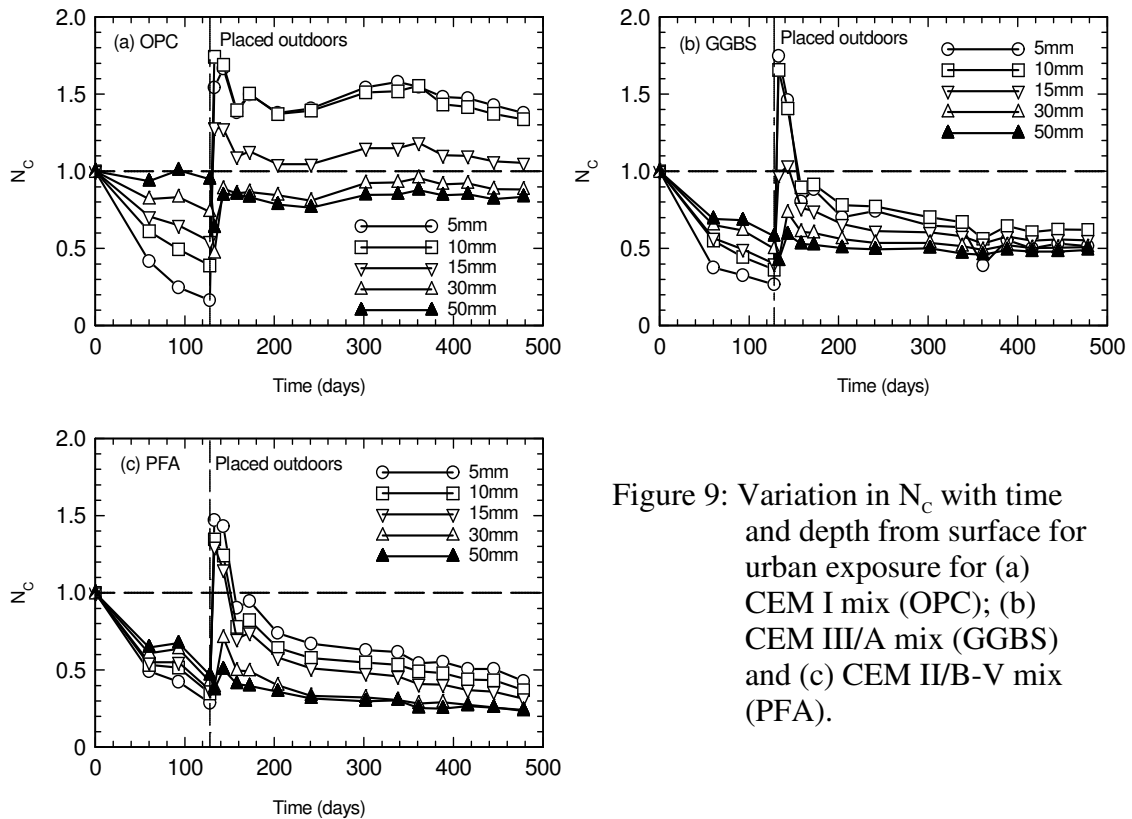 2.0
1.5
1.0
0.5
0
N_C
(a) OPC
Placed outdoors
5mm
10mm
15mm
30mm
50mm
0 100 200 300 400 500
Time (days)
2.0
1.5
1.0
0.5
0
N_C
(b) GGBS
Placed outdoors
5mm
10mm
15mm
30mm
50mm
0 100 200 300 400 500
Time (days)
2.0
1.5
1.0
0.5
0
N_C
(c) PFA
Placed outdoors
5mm
10mm
15mm
30mm
50mm
0 100 200 300 400 500
Time (days)
Figure 9: Variation in N_c with time
and depth from surface for
urban exposure for (a)
CEM I mix (OPC); (b)
CEM III/A mix (GGBS)
and (c) CEM II/B-V mix
(PFA).